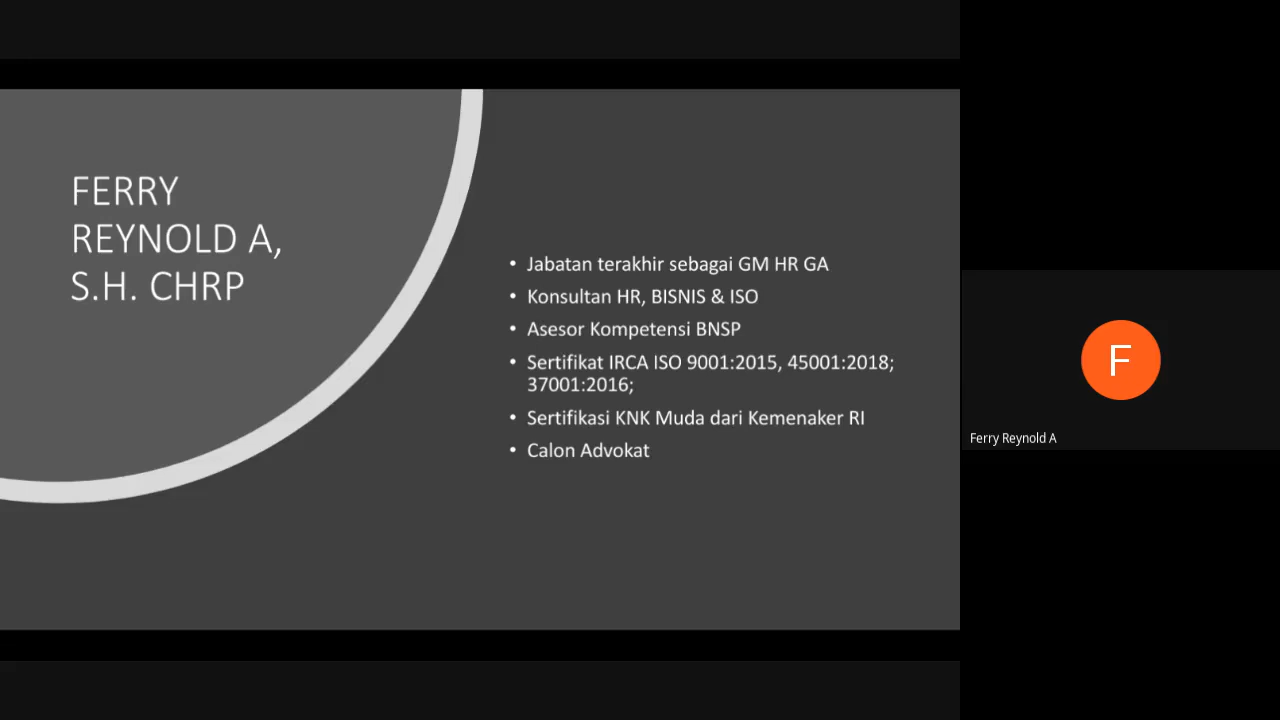 FERRY
REYNOLD A,
S.H. CHRP
• Jabatan terakhir sebagai GM HR GA
• Konsultan HR, BISNIS & ISO
• Asesor Kompetensi BNSP
• Sertifikat IRCA ISO 9001:2015, 45001:2018;
37001:2016;
• Sertifikasi KNK Muda dari Kemenaker RI
• Calon Advokat
F
Ferry Reynold A